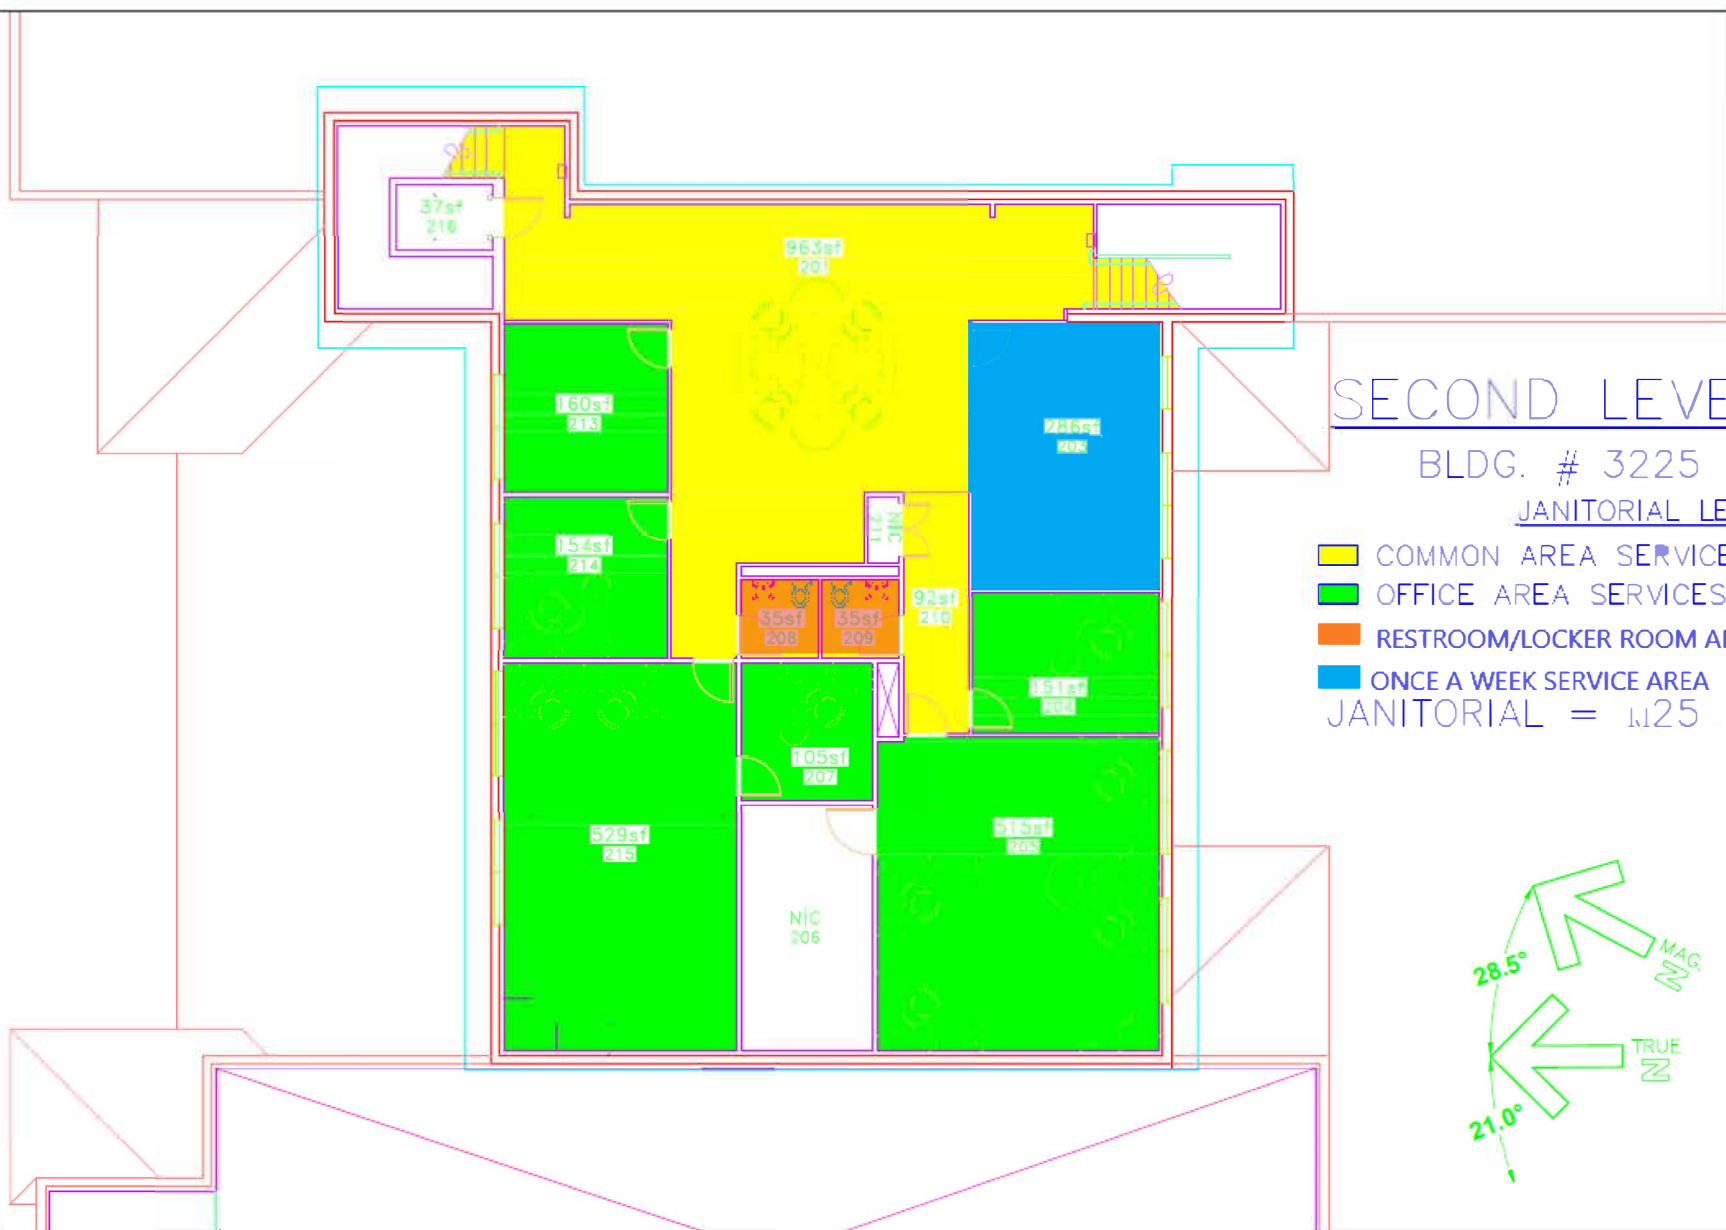 37sf
216
963sf
201
160sf
213
286sf
203
SECOND LEVE
BLDG. # 3225
JANITORIAL LE
NIC
211
154sf
214
COMMON AREA SERVICE
OFFICE AREA SERVICES
92sf
210
35sf
208
35sf
209
RESTROOM/LOCKER ROOM A
ONCE A WEEK SERVICE AREA
151sf
204
JANITORIAL = M25
105sf
207
529sf
215
515sf
205
NIC
206
28.5°
MAG.
N
TRUE
N
21.0°